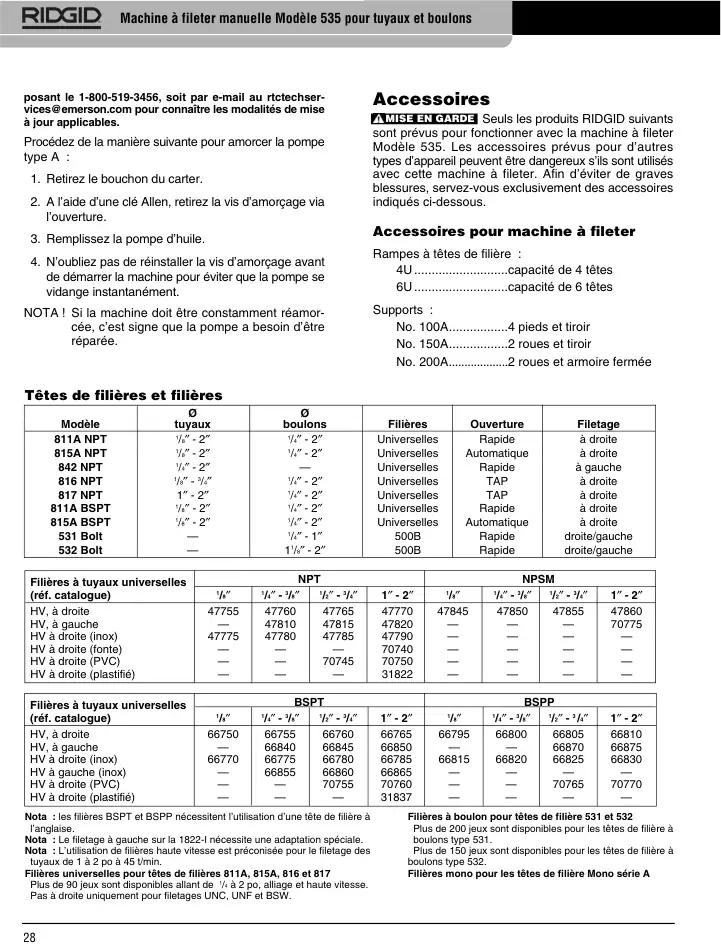 RIDGID Machine à fileter manuelle Modèle 535 pour tuyaux et boulons
posant le 1-800-519-3456, soit par e-mail au rtctechser-
vices@emerson.com pour connaître les modalités de mise
à jour applicables.
Procédez de la manière suivante pour amorcer la pompe
type A :
1. Retirez le bouchon du carter.
2. A l’aide d’une clé Allen, retirez la vis d’amorçage via
l’ouverture.
3. Remplissez la pompe d’huile.
4. N’oubliez pas de réinstaller la vis d’amorçage avant
de démarrer la machine pour éviter que la pompe se
vidange instantanément.
NOTA ! Si la machine doit être constamment réamor-
cée, c’est signe que la pompe a besoin d’être
réparée.
Accessoires
MISE EN GARDE Seuls les produits RIDGID suivants
sont prévus pour fonctionner avec la machine à fileter
Modèle 535. Les accessoires prévus pour d’autres
types d’appareil peuvent être dangereux s’ils sont utilisés
avec cette machine à fileter. Afin d’éviter de graves
blessures, servez-vous exclusivement des accessoires
indiqués ci-dessous.
Accessoires pour machine à fileter
Rampes à têtes de filière :
4U...........................capacité de 4 têtes
6U...........................capacité de 6 têtes
Supports :
No. 100A.................4 pieds et tiroir
No. 150A.................2 roues et tiroir
No. 200A...................2 roues et armoire fermée
Têtes de filières et filières
Ø Ø
Modèle tuyaux boulons Filières Ouverture Filetage
811A NPT 1/8″ - 2″ 1/4″ - 2″ Universelles Rapide à droite
815A NPT 1/8″ - 2″ 1/4″ - 2″ Universelles Automatique à droite
842 NPT 1/4″ - 2″ — Universelles Rapide à gauche
816 NPT 1/8″ - 3/4″ 1/4″ - 2″ Universelles TAP à droite
817 NPT 1″ - 2″ 1/4″ - 2″ Universelles TAP à droite
811A BSPT 1/8″ - 2″ 1/4″ - 2″ Universelles Rapide à droite
815A BSPT 1/8″ - 2″ 1/4″ - 2″ Universelles Automatique à droite
531 Bolt — 1/4″ - 1″ 500B Rapide droite/gauche
532 Bolt — 1 1/8″ - 2″ 500B Rapide droite/gauche
Filières à tuyaux universelles NPT NPSM
(réf. catalogue) 1/8″ 1/4″ - 3/8″ 1/2″ - 3/4″ 1″ - 2″ 1/8″ 1/4″ - 3/8″ 1/2″ - 3/4″ 1″ - 2″
HV, à droite 47755 47760 47765 47770 47845 47850 47855 47860
HV, à gauche — 47810 47815 47820 — — — 70775
HV à droite (inox) 47775 47780 47785 47790 — — — —
HV à droite (fonte) — — — 70740 — — — —
HV à droite (PVC) — — 70745 70750 — — — —
HV à droite (plastifié) — — — 31822 — — — —
Filières à tuyaux universelles BSPT BSPP
(réf. catalogue) 1/8″ 1/4″ - 3/8″ 1/2″ - 3/4″ 1″ - 2″ 1/8″ 1/4″ - 3/8″ 1/2″ - 3/4″ 1″ - 2″
HV, à droite 66750 66755 66760 66765 66795 66800 66805 66810
HV, à gauche — 66840 66845 66850 — — 66870 66875
HV à droite (inox) 66770 66775 66780 66785 66815 66820 66825 66830
HV à gauche (inox) — 66855 66860 66865 — — — —
HV à droite (PVC) — — 70755 70760 — — 70765 70770
HV à droite (plastifié) — — — 31837 — — — —
Nota : les filières BSPT et BSPP nécessitent l’utilisation d’une tête de filière à
l’anglaise.
Nota : Le filetage à gauche sur la 1822-I nécessite une adaptation spéciale.
Nota : L’utilisation de filières haute vitesse est préconisée pour le filetage des
tuyaux de 1 à 2 po à 45 t/min.
Filières universelles pour têtes de filières 811A, 815A, 816 et 817
Plus de 90 jeux sont disponibles allant de 1/4 à 2 po, alliage et haute vitesse.
Pas à droite uniquement pour filetages UNC, UNF et BSW.
Filières à boulon pour têtes de filière 531 et 532
Plus de 200 jeux sont disponibles pour les têtes de filière à
boulons type 531.
Plus de 150 jeux sont disponibles pour les têtes de filière à
boulons type 532.
Filières mono pour les têtes de filière Mono série A
28